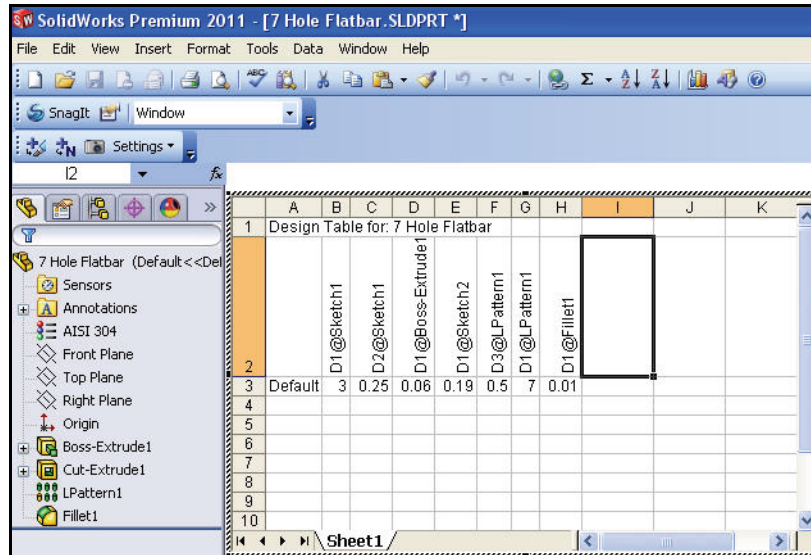 SolidWorks Premium 2011 - [7 Hole Flatbar.SLDPRT *]
File Edit View Insert Format Tools Data Window Help
SnagIt Window
Settings
I2 fx
A B C D E F G H I J K
1 Design Table for: 7 Hole Flatbar
2 D1@Sketch1 D2@Sketch1 D1@Boss-Extrude1 D1@Sketch2 D3@LPattern1 D1@LPattern1 D1@Fillet1
3 Default 3 0.25 0.06 0.19 0.5 7 0.01
4
5
6
7
8
9
10
Sheet1
7 Hole Flatbar (Default<<Def
Sensors
Annotations
AISI 304
Front Plane
Top Plane
Right Plane
Origin
Boss-Extrude1
Cut-Extrude1
LPattern1
Fillet1